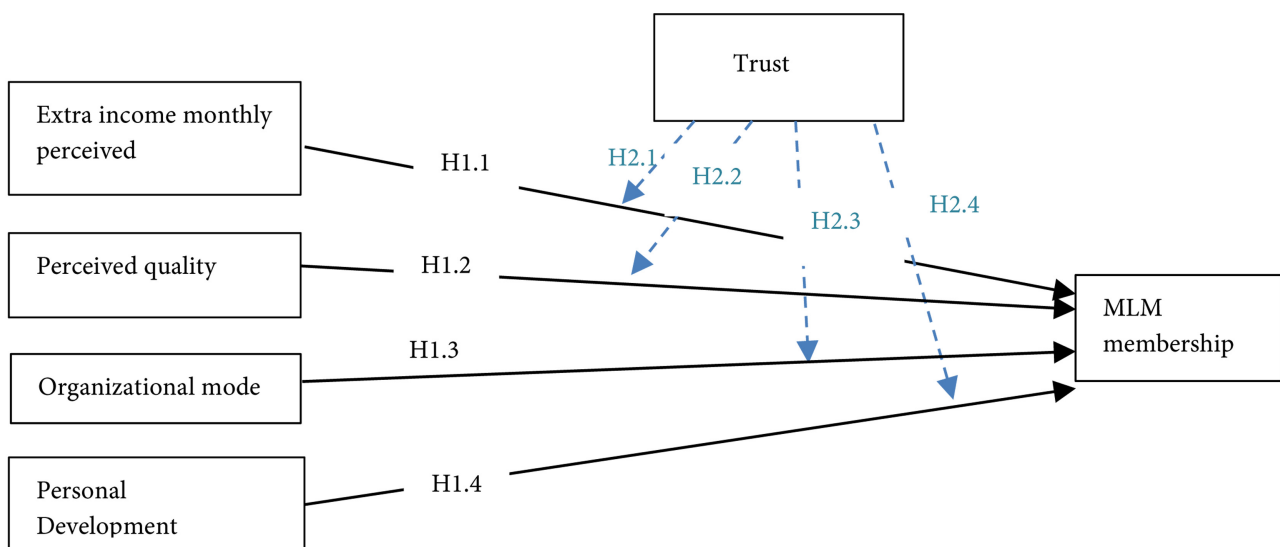 Trust
Extra income monthly
perceived
H1.1
H2.1
H2.2
H2.3
H2.4
Perceived quality
H1.2
MLM
membership
H1.3
Organizational mode
H1.4
Personal
Development